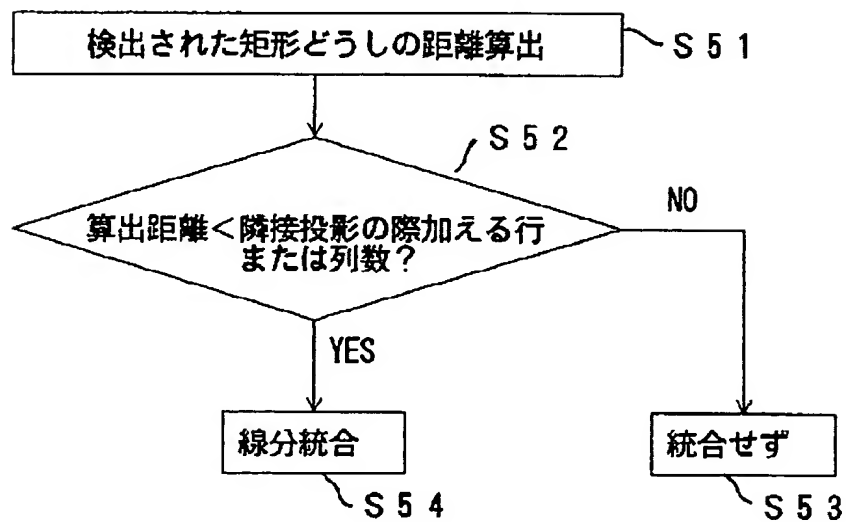 検出された矩形どうしの距離算出
S51
S52
算出距離<隣接投影の際加える行
または列数?
NO
YES
線分統合
統合せず
S54
S53